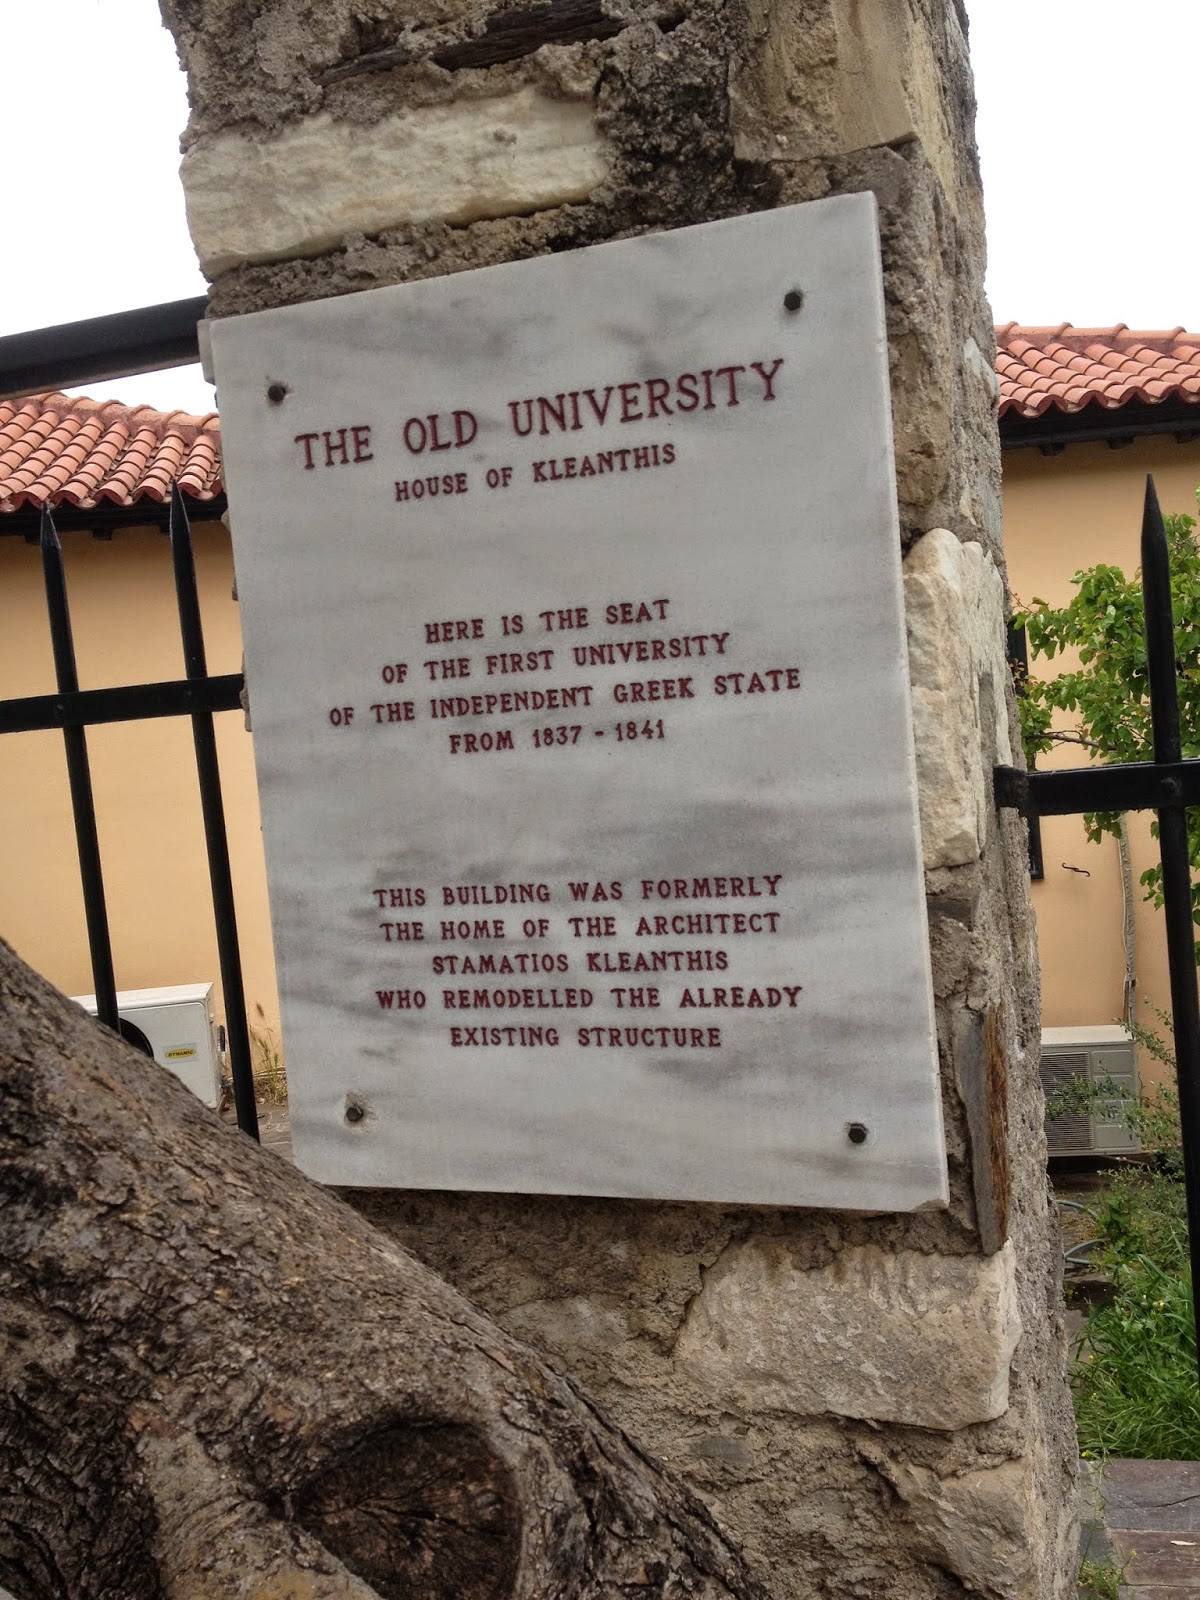 THE OLD UNIVERSITY
HOUSE OF KLEANTHIS
HERE IS THE SEAT
OF THE FIRST UNIVERSITY
OF THE INDEPENDENT GREEK STATE
FROM 1837 - 1841
THIS BUILDING WAS FORMERLY
THE HOME OF THE ARCHITECT
STAMATIOS KLEANTHIS
WHO REMODELLED THE ALREADY
EXISTING STRUCTURE
DYNAMIC